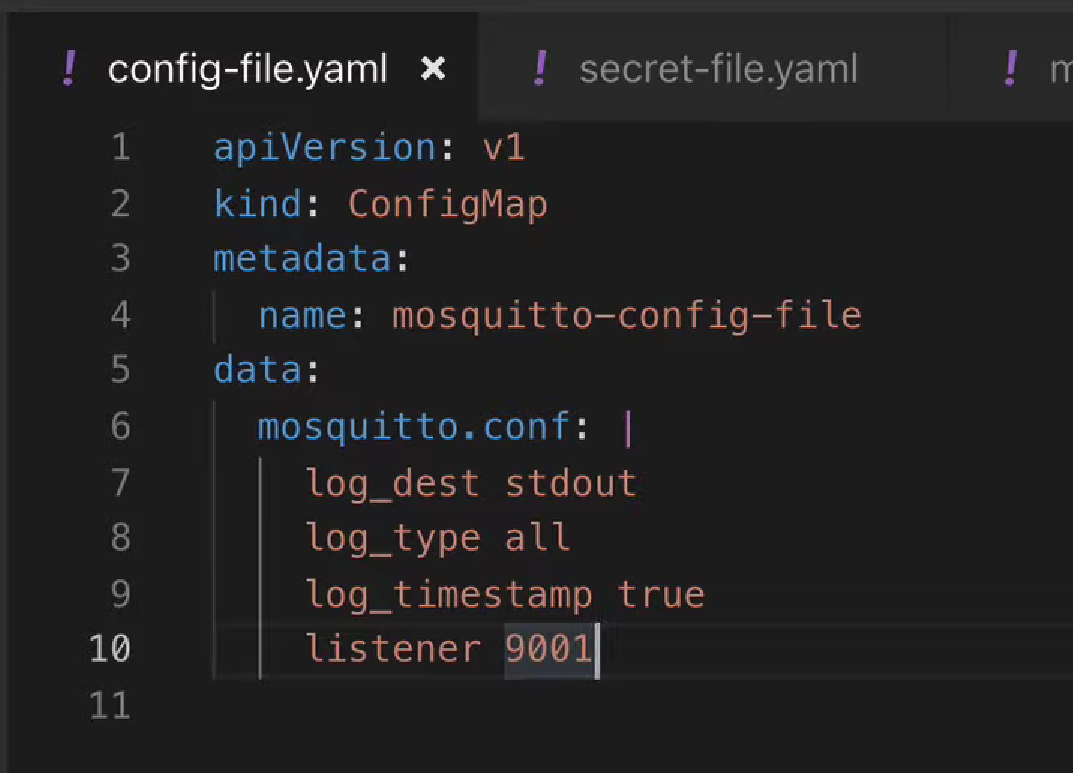 ! config-file.yaml × ! secret-file.yaml ! m
1 apiVersion: v1
2 kind: ConfigMap
3 metadata:
4   name: mosquitto-config-file
5 data:
6   mosquitto.conf: |
7     log_dest stdout
8     log_type all
9     log_timestamp true
10     listener 9001
11